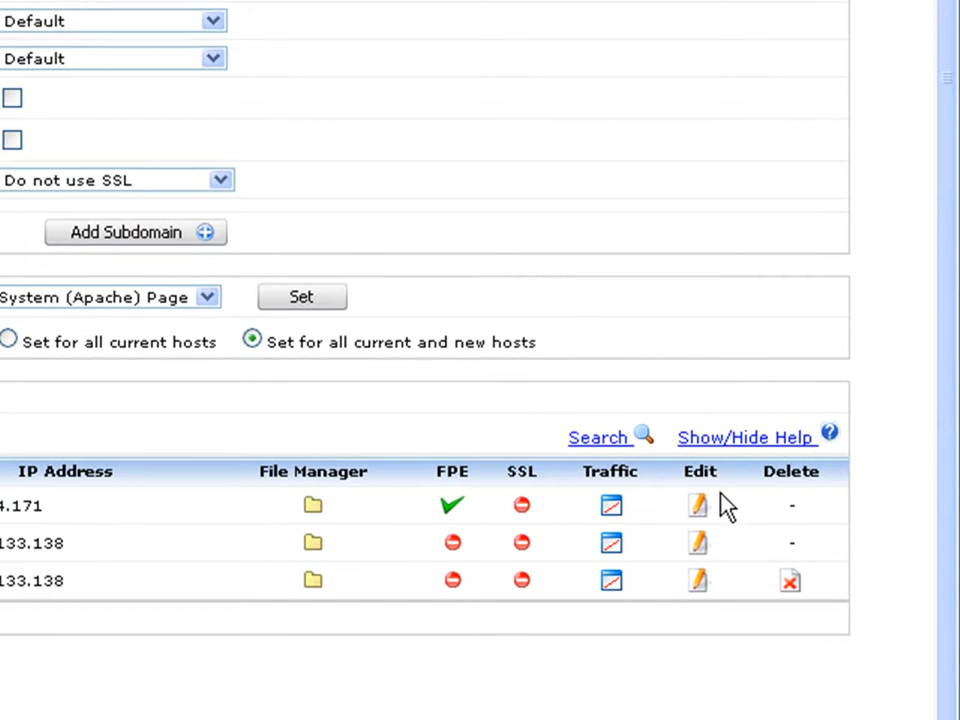 Default
Default
Do not use SSL
Add Subdomain
System (Apache) Page Set
Set for all current hosts Set for all current and new hosts
Search Show/Hide Help
IP Address File Manager FPE SSL Traffic Edit Delete
4.171 -
133.138 -
133.138